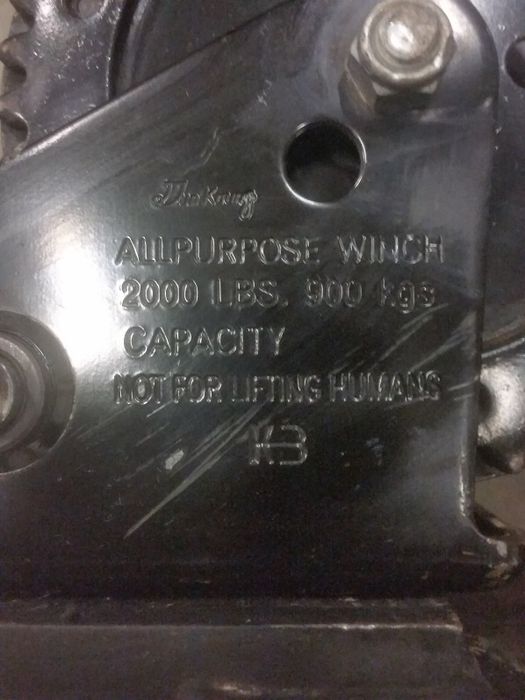 ALLPURPOSE WINCH
2000 LBS. 900 kgs
CAPACITY
NOT FOR LIFTING HUMANS